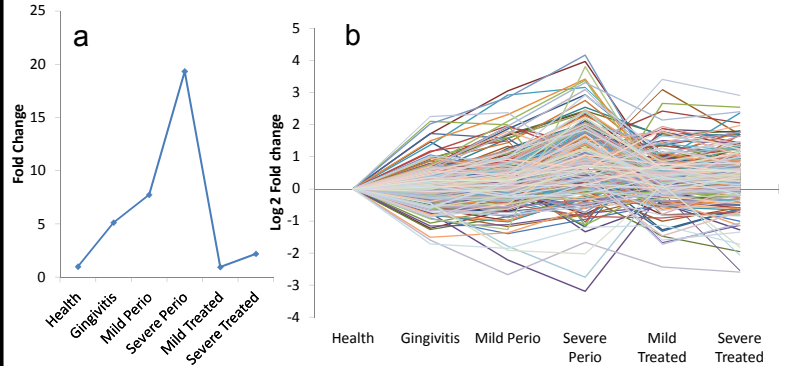 a
25
20
15
10
5
0
Fold Change
Health
Gingivitis
Mild Perio
Severe Perio
Mild Treated
Severe Treated
b
5
4
3
2
1
0
-1
-2
-3
-4
Log 2 Fold change
Health
Gingivitis
Mild Perio
Severe
Perio
Mild
Treated
Severe
Treated